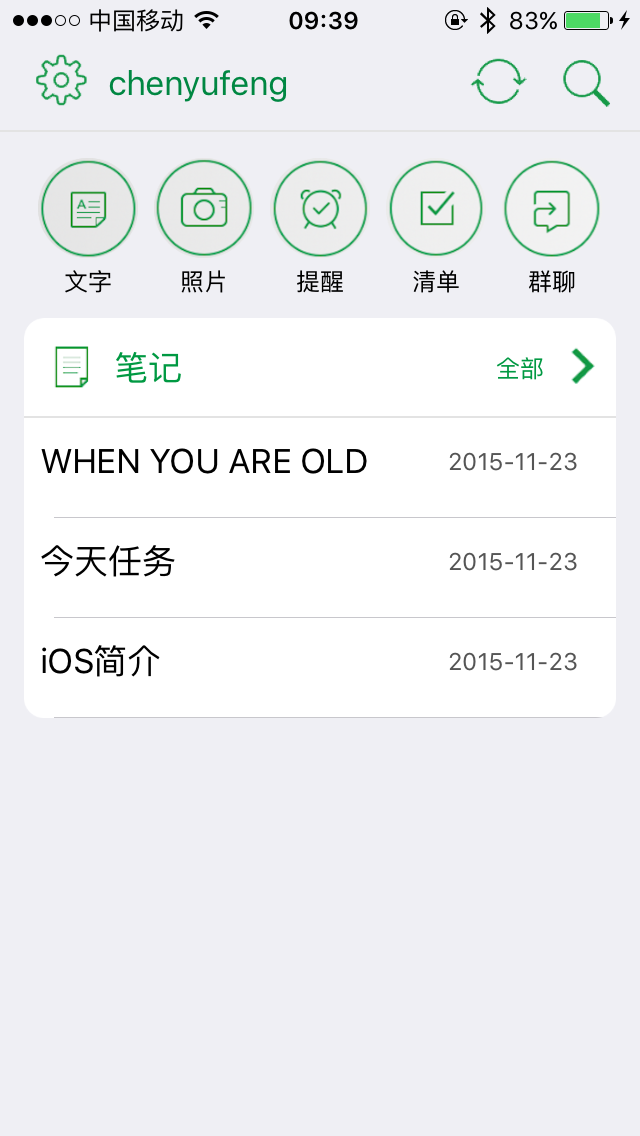 中国移动 09:39 83%
chenyufeng
文字 照片 提醒 清单 群聊
笔记 全部
WHEN YOU ARE OLD 2015-11-23
今天任务 2015-11-23
iOS简介 2015-11-23